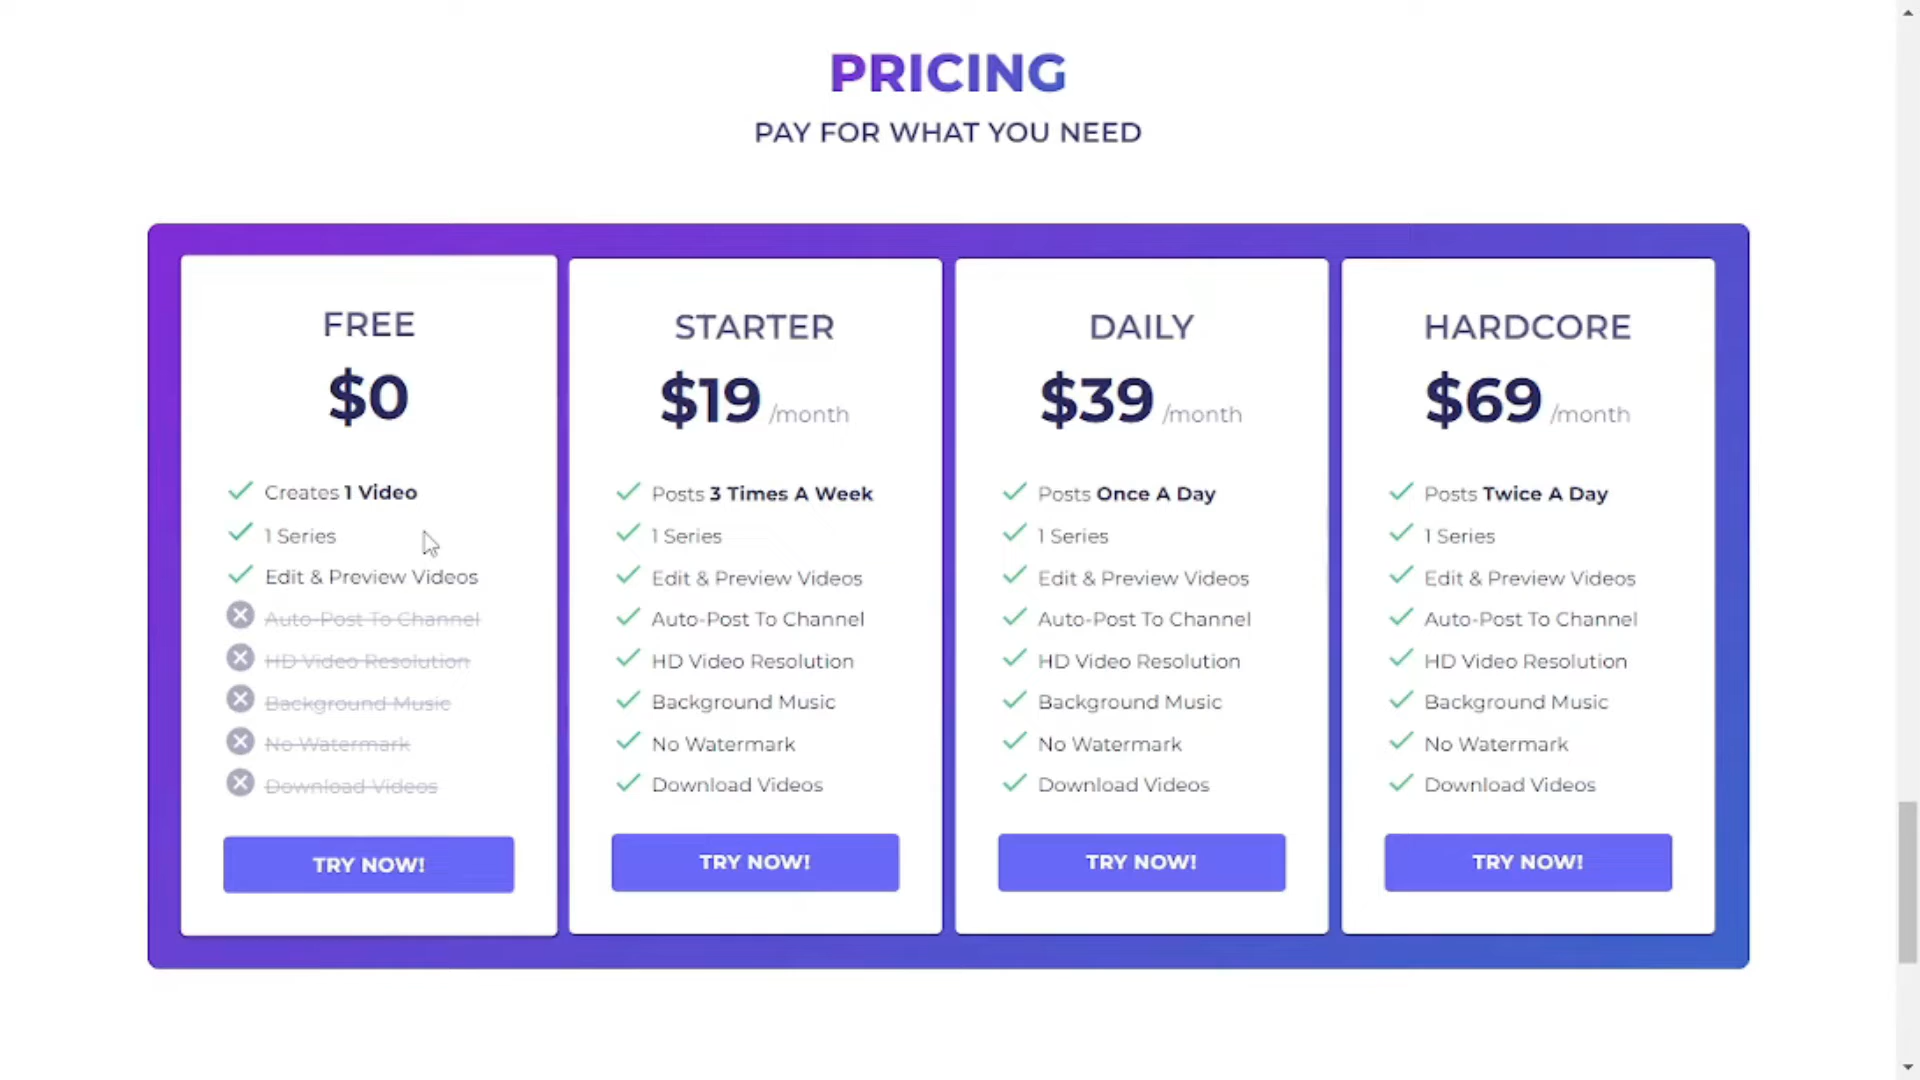 PRICING
PAY FOR WHAT YOU NEED
FREE
$0
Creates 1 Video
1 Series
Edit & Preview Videos
Auto-Post To Channel
HD Video Resolution
Background Music
No Watermark
Download Videos
TRY NOW!
STARTER
$19 /month
Posts 3 Times A Week
1 Series
Edit & Preview Videos
Auto-Post To Channel
HD Video Resolution
Background Music
No Watermark
Download Videos
TRY NOW!
DAILY
$39 /month
Posts Once A Day
1 Series
Edit & Preview Videos
Auto-Post To Channel
HD Video Resolution
Background Music
No Watermark
Download Videos
TRY NOW!
HARDCORE
$69 /month
Posts Twice A Day
1 Series
Edit & Preview Videos
Auto-Post To Channel
HD Video Resolution
Background Music
No Watermark
Download Videos
TRY NOW!